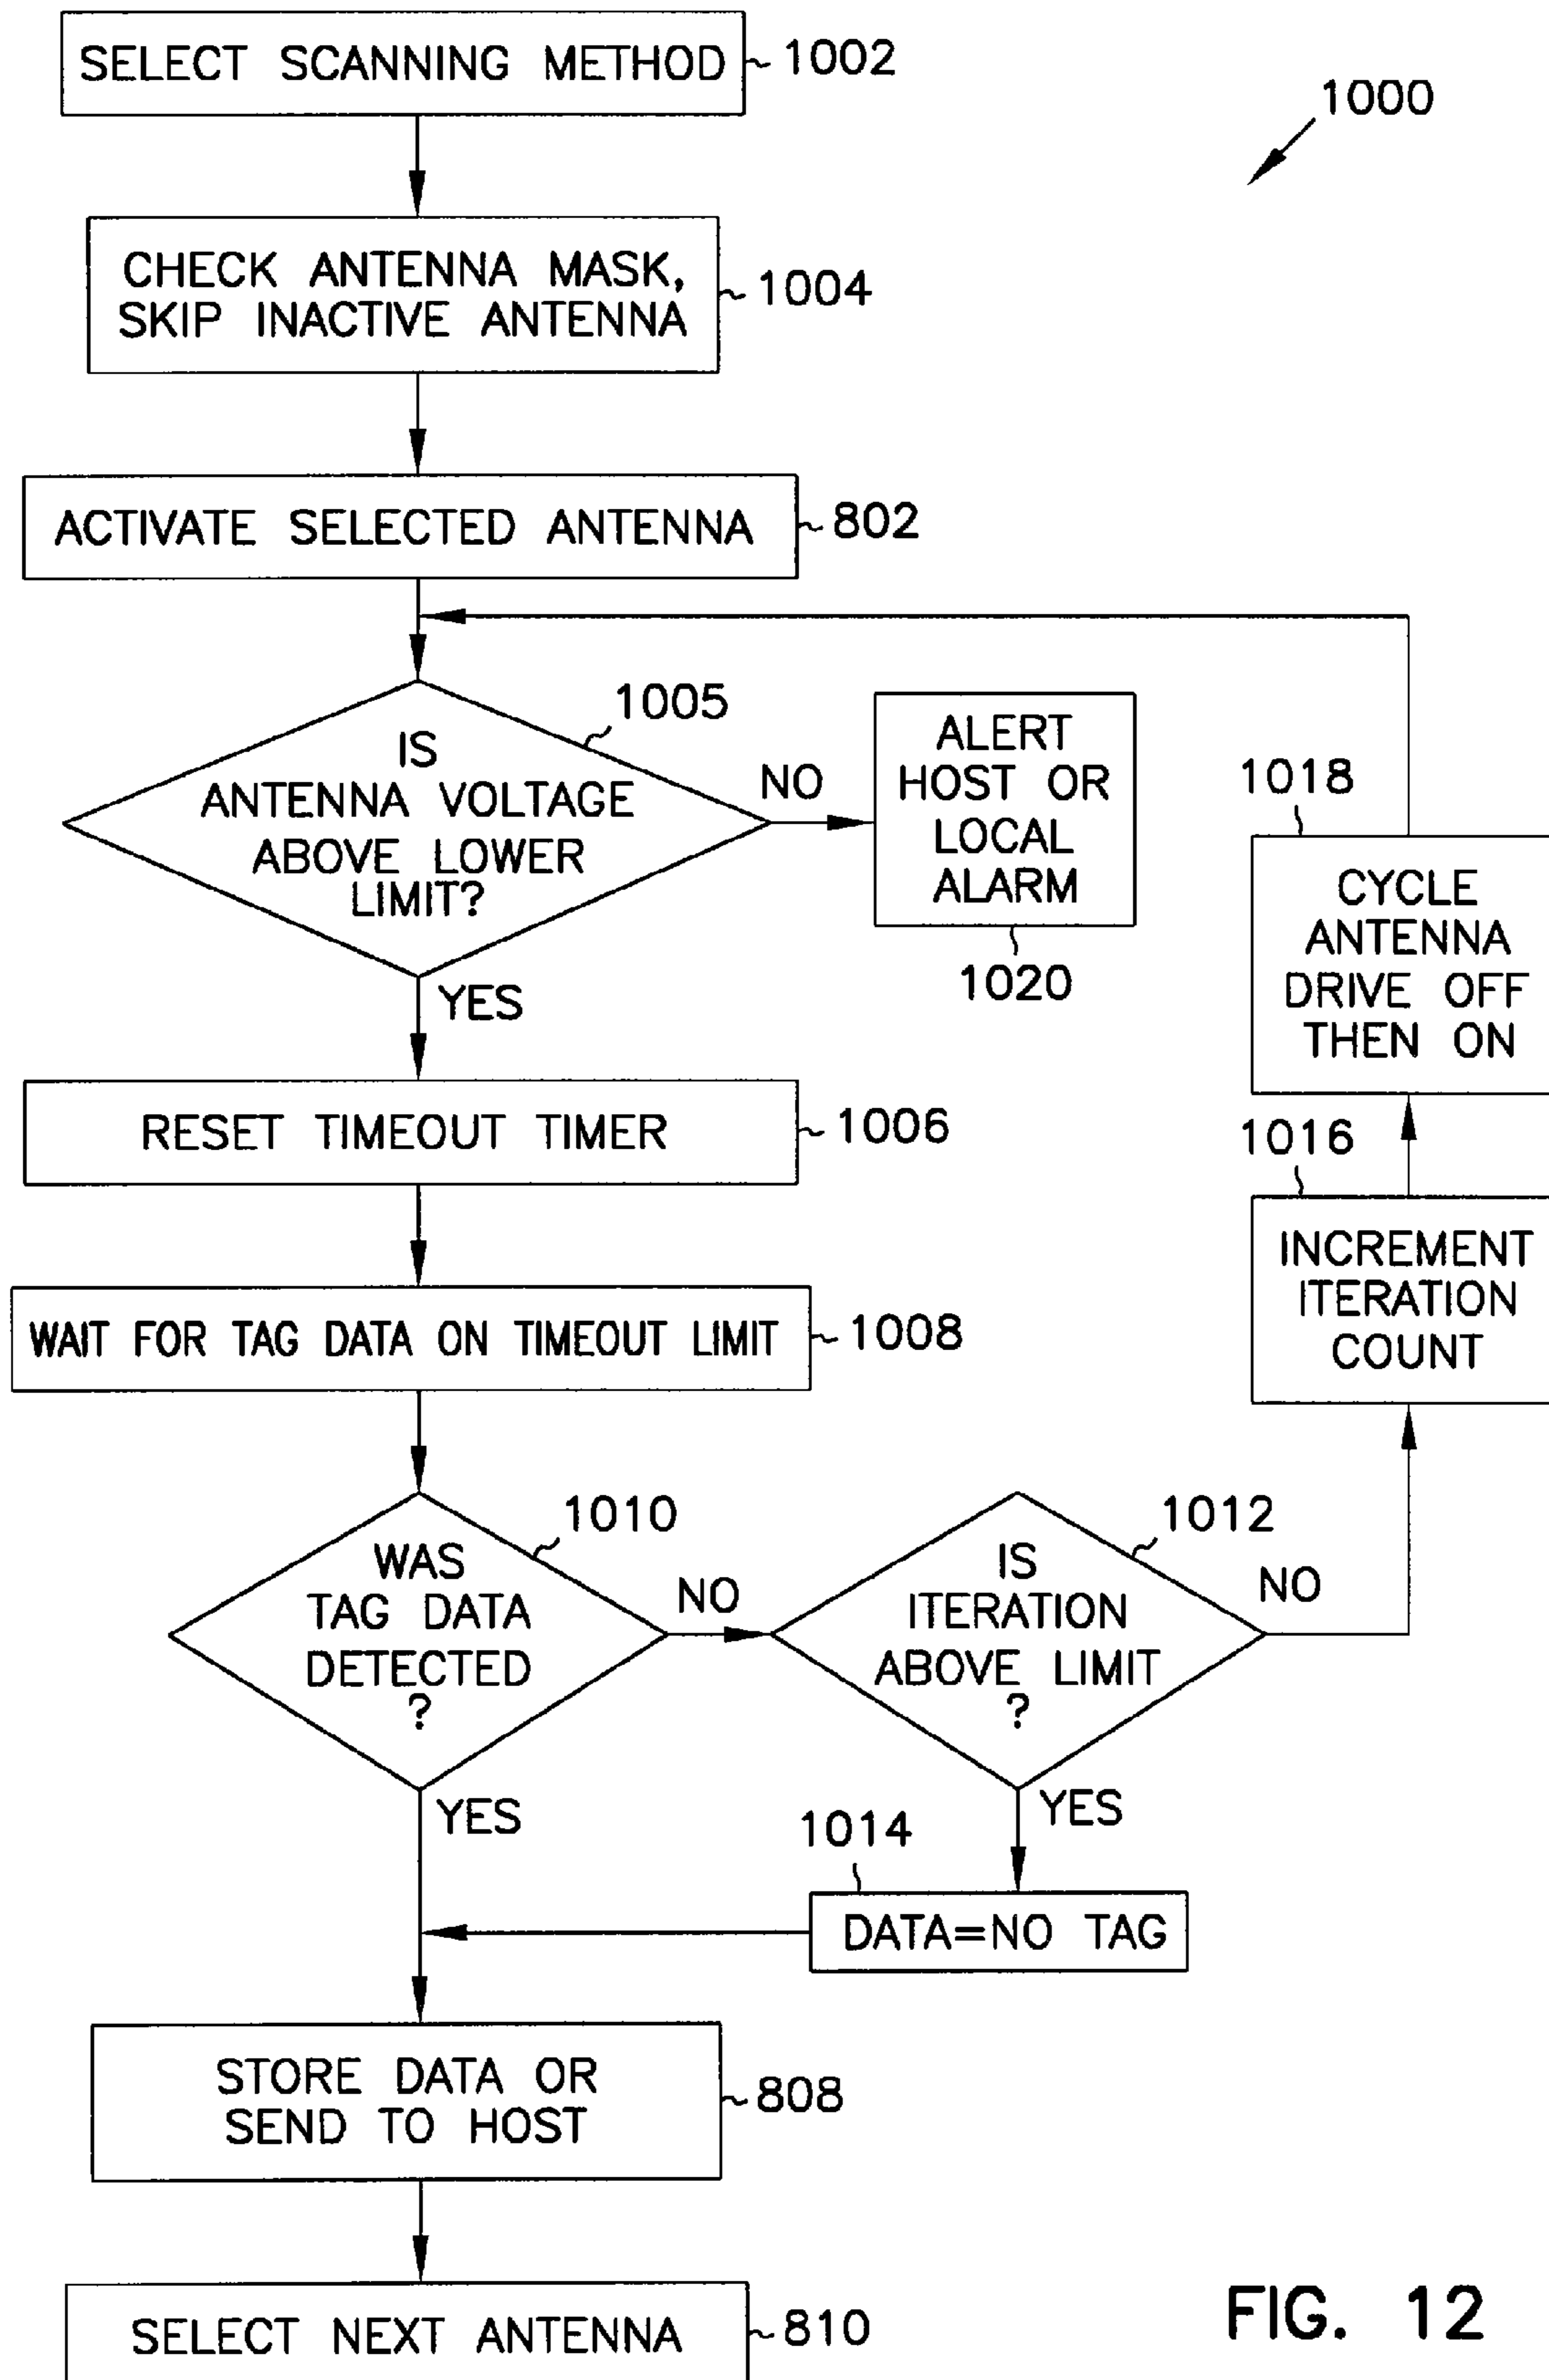 SELECT SCANNING METHOD
1002
1000
CHECK ANTENNA MASK,
SKIP INACTIVE ANTENNA
1004
ACTIVATE SELECTED ANTENNA
802
IS
ANTENNA VOLTAGE
ABOVE LOWER
LIMIT?
1005
NO
YES
ALERT
HOST OR
LOCAL
ALARM
1020
1018
CYCLE
ANTENNA
DRIVE OFF
THEN ON
RESET TIMEOUT TIMER
1006
1016
INCREMENT
ITERATION
COUNT
WAIT FOR TAG DATA ON TIMEOUT LIMIT
1008
WAS
TAG DATA
DETECTED
?
1010
NO
YES
IS
ITERATION
ABOVE LIMIT
?
1012
NO
YES
1014
DATA=NO TAG
STORE DATA OR
SEND TO HOST
808
SELECT NEXT ANTENNA
810
FIG. 12